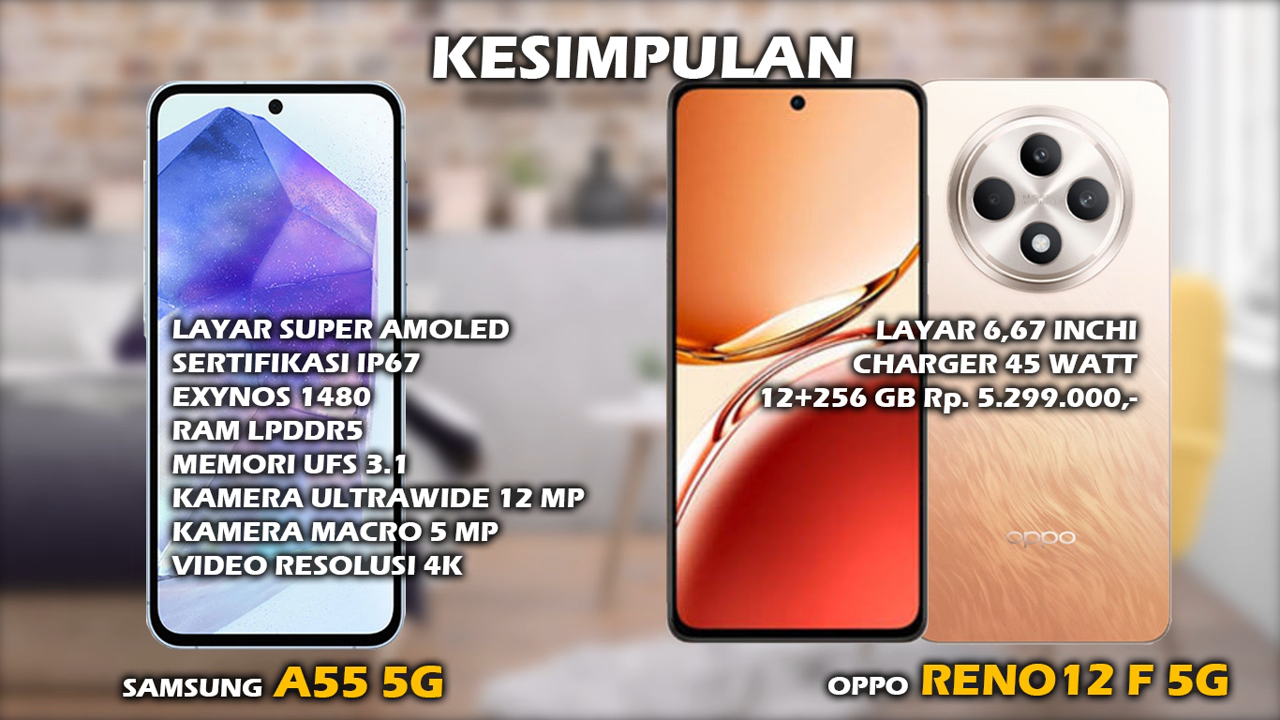 KESIMPULAN
LAYAR SUPER AMOLED
SERTIFIKASI IP67
EXYNOS 1480
RAM LPDDR5
MEMORI UFS 3.1
KAMERA ULTRAWIDE 12 MP
KAMERA MACRO 5 MP
VIDEO RESOLUSI 4K
SAMSUNG A55 5G
LAYAR 6,67 INCHI
CHARGER 45 WATT
12+256 GB Rp. 5.299.000,-
oppo
OPPO RENO12 F 5G